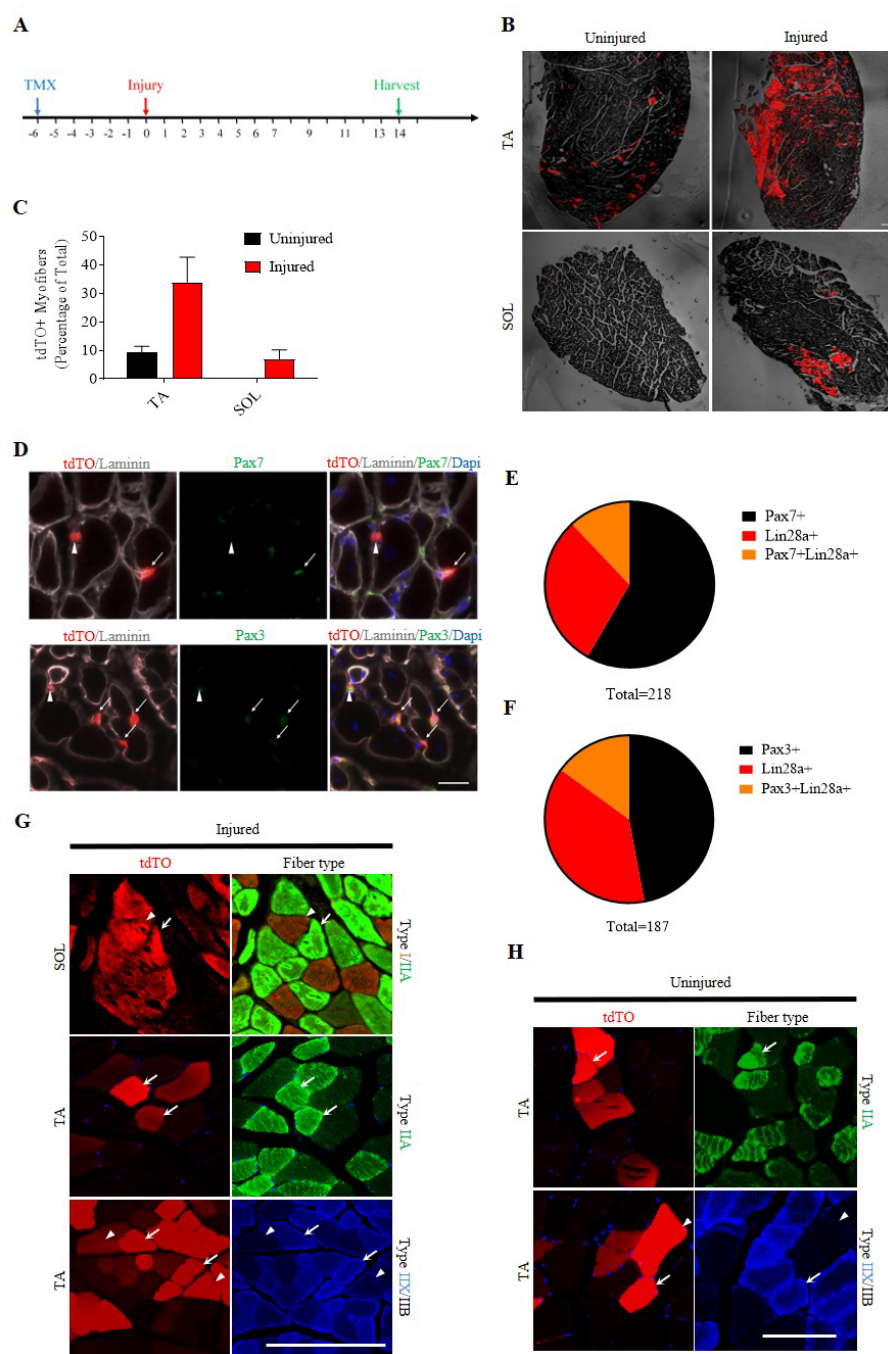 A
TMX
Injury
Harvest
-6 -5 -4 -3 -2 -1 0 1 2 3 4 5 6 7 9 11 13 14
B
Uninjured Injured
TA
SOL
C
50
40
30
20
10
0
tdTO+ Myofibers
(Percentage of Total)
Uninjured
Injured
TA SOL
D
tdTO/Laminin Pax7 tdTO/Laminin/Pax7/Dapi
tdTO/Laminin Pax3 tdTO/Laminin/Pax3/Dapi
E
Pax7+
Lin28a+
Pax7+Lin28a+
Total=218
F
Pax3+
Lin28a+
Pax3+Lin28a+
Total=187
G
Injured
tdTO Fiber type
SOL
Type I/IIA
TA
Type IIA
TA
Type IIX/IIB
H
Uninjured
tdTO Fiber type
TA
Type IIA
TA
Type IIX/IIB